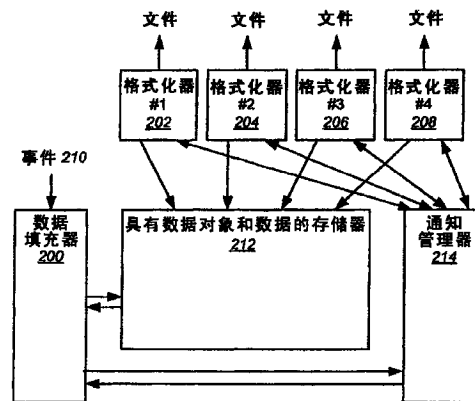 文件 文件 文件 文件
格式化器 格式化器 格式化器 格式化器
#1 #2 #3 #4
202 204 206 208
事件 210
数据 具有数据对象和数据的存储器 通知
填充器 212 管理器
200 214